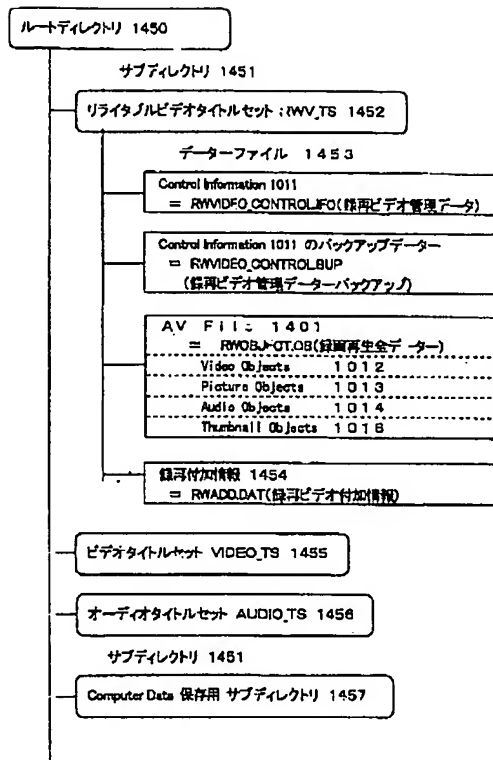 ルートディレクトリ 1450
サブディレクトリ 1451
リライタブルビデオタイトルセット RWV_TS 1452
データーファイル 1453
Control Information 1011
= RWVIDEO_CONTROL.IFO(録再ビデオ管理データ)
Control Information 1011 のバックアップデーター
= RWVIDEO_CONTROL.BUP
(録再ビデオ管理データーバックアップ)
AV File 1401
= RWOBJECT.OB(録画再生全データー)
Video Objects 1012
Picture Objects 1013
Audio Objects 1014
Thumbnail Objects 1016
録再付加情報 1454
= RWADD.DAT(録再ビデオ付加情報)
ビデオタイトルセット VIDEO_TS 1455
オーディオタイトルセット AUDIO_TS 1456
サブディレクトリ 1451
Computer Data 保存用 サブディレクトリ 1457